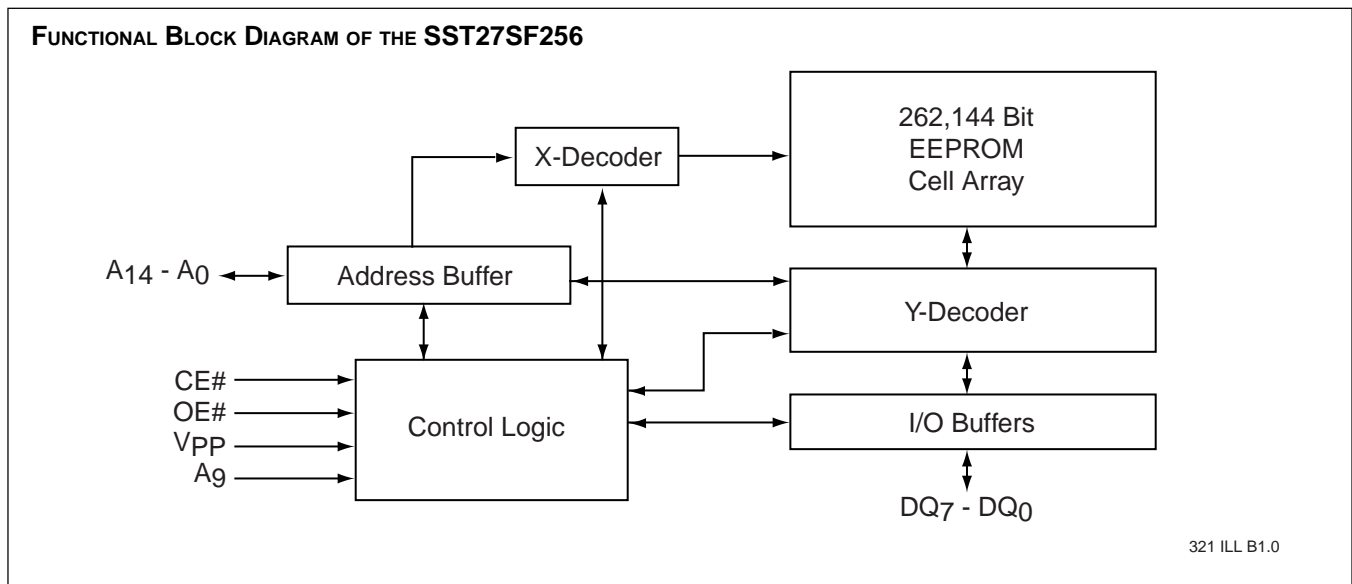 FUNCTIONAL BLOCK DIAGRAM OF THE SST27SF256
262,144 Bit
EEPROM
Cell Array
X-Decoder
A14 - A0
Address Buffer
Y-Decoder
CE#
OE#
VPP
A9
Control Logic
I/O Buffers
DQ7 - DQ0
321 ILL B1.0